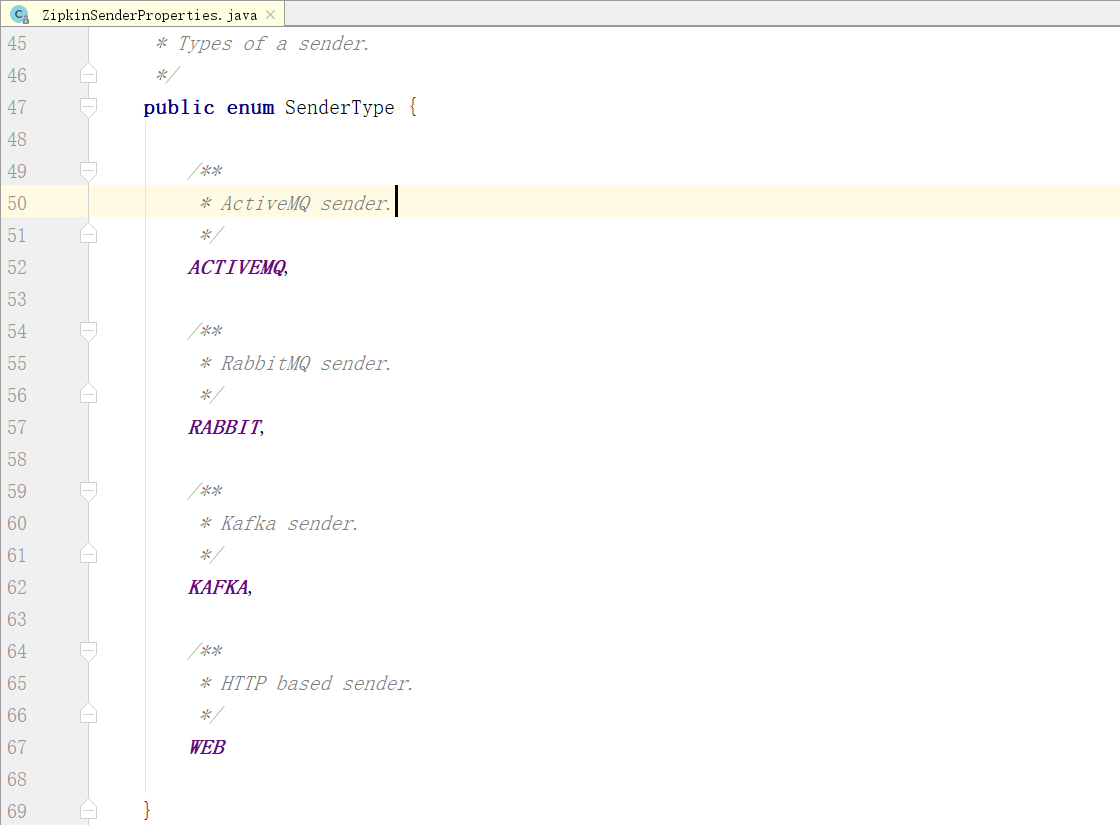 ZipkinSenderProperties.java
45 * Types of a sender.
46 */
47 public enum SenderType {
48
49 /**
50 * ActiveMQ sender.
51 */
52 ACTIVEMQ,
53
54 /**
55 * RabbitMQ sender.
56 */
57 RABBIT,
58
59 /**
60 * Kafka sender.
61 */
62 KAFKA,
63
64 /**
65 * HTTP based sender.
66 */
67 WEB
68
69 }